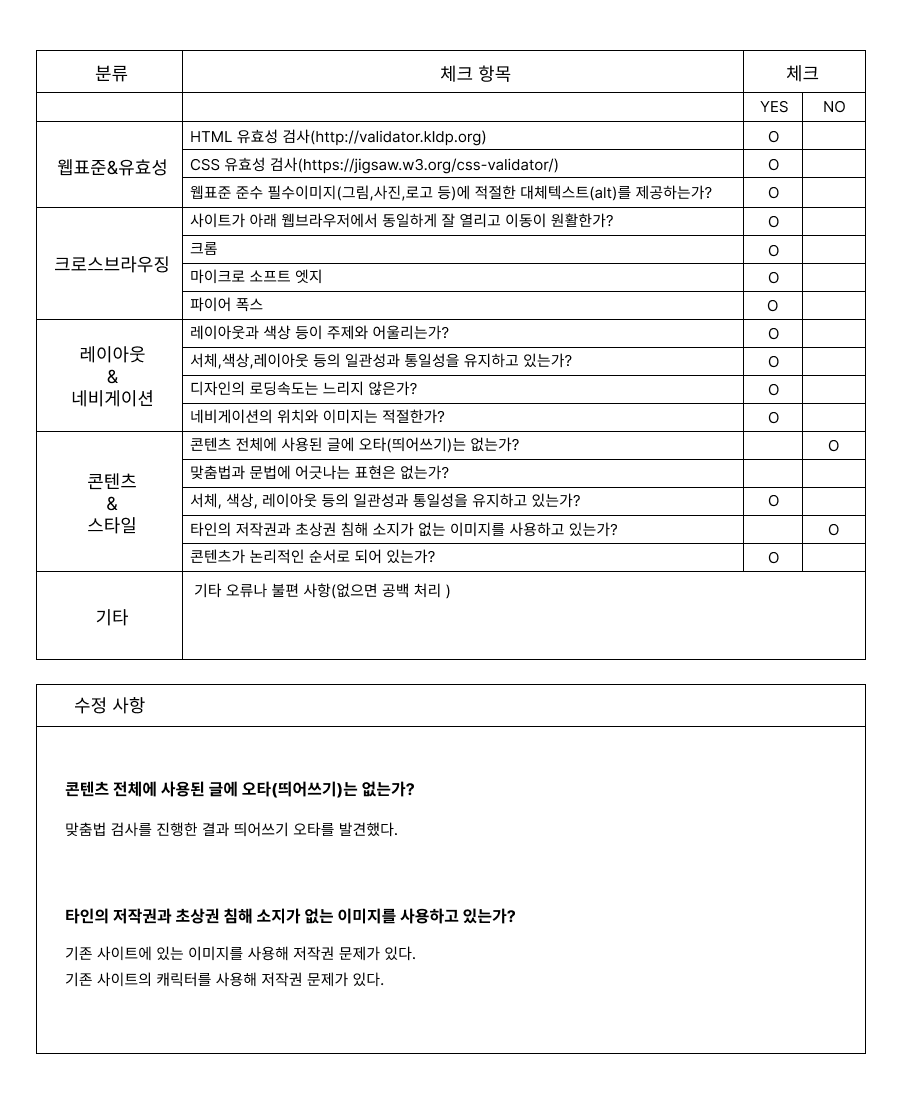 분류 체크 항목 체크
YES NO
웹표준&유효성
HTML 유효성 검사(http://validator.kldp.org) O
CSS 유효성 검사(https://jigsaw.w3.org/css-validator/) O
웹표준 준수 필수이미지(그림,사진,로고 등)에 적절한 대체텍스트(alt)를 제공하는가? O
크로스브라우징
사이트가 아래 웹브라우저에서 동일하게 잘 열리고 이동이 원활한가? O
크롬 O
마이크로 소프트 엣지 O
파이어 폭스 O
레이아웃
&
네비게이션
레이아웃과 색상 등이 주제와 어울리는가? O
서체,색상,레이아웃 등의 일관성과 통일성을 유지하고 있는가? O
디자인의 로딩속도는 느리지 않은가? O
네비게이션의 위치와 이미지는 적절한가? O
콘텐츠
&
스타일
콘텐츠 전체에 사용된 글에 오타(띄어쓰기)는 없는가? O
맞춤법과 문법에 어긋나는 표현은 없는가?
서체, 색상, 레이아웃 등의 일관성과 통일성을 유지하고 있는가? O
타인의 저작권과 초상권 침해 소지가 없는 이미지를 사용하고 있는가? O
콘텐츠가 논리적인 순서로 되어 있는가? O
기타
기타 오류나 불편 사항(없으면 공백 처리 )
수정 사항
콘텐츠 전체에 사용된 글에 오타(띄어쓰기)는 없는가?
맞춤법 검사를 진행한 결과 띄어쓰기 오타를 발견했다.
타인의 저작권과 초상권 침해 소지가 없는 이미지를 사용하고 있는가?
기존 사이트에 있는 이미지를 사용해 저작권 문제가 있다.
기존 사이트의 캐릭터를 사용해 저작권 문제가 있다.